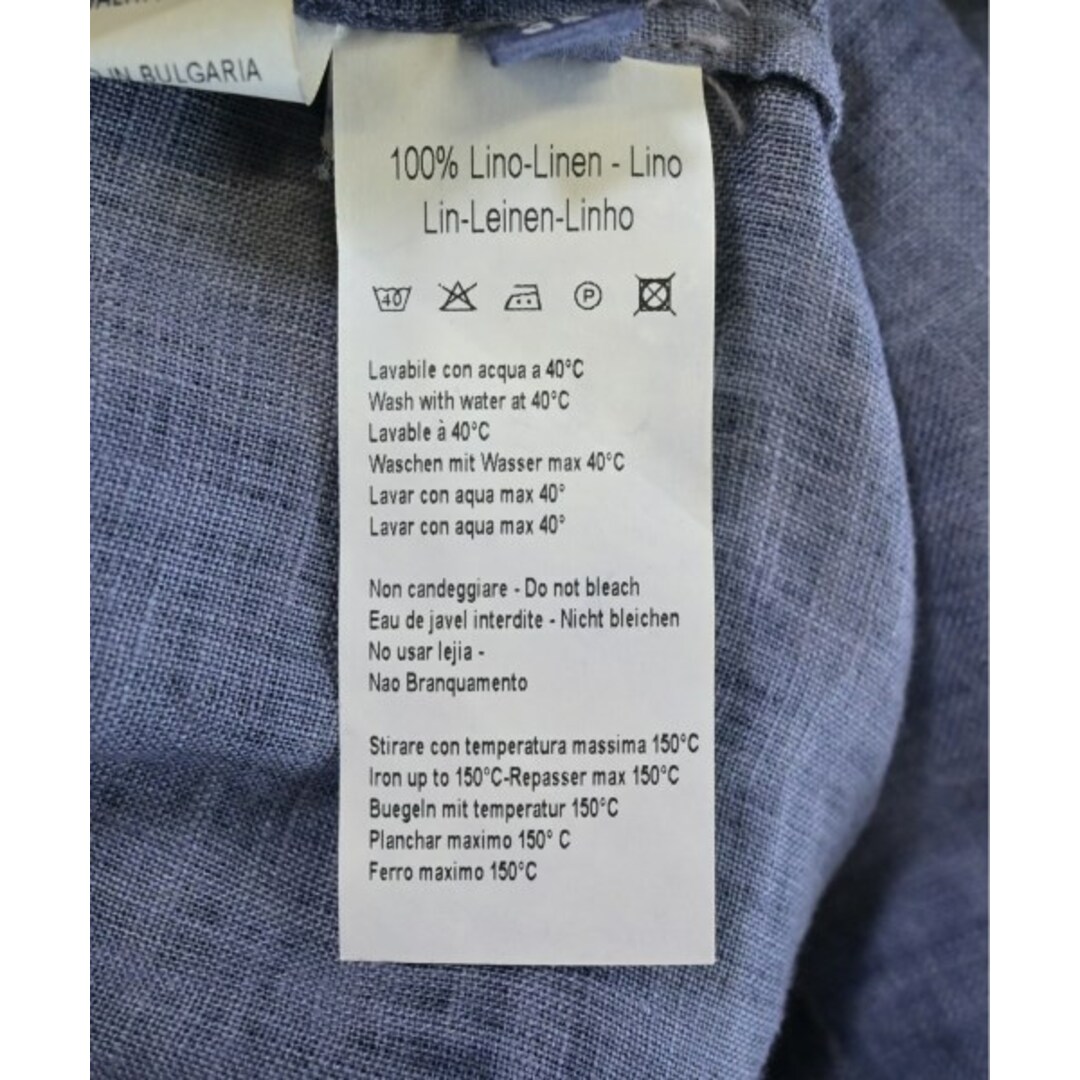 IN BULGARIA
100% Lino-Linen - Lino
Lin-Leinen-Linho
40 P
Lavabile con acqua a 40°C
Wash with water at 40°C
Lavable à 40°C
Waschen mit Wasser max 40°C
Lavar con aqua max 40°
Lavar con aqua max 40°
Non candeggiare - Do not bleach
Eau de javel interdite - Nicht bleichen
No usar lejia -
Nao Branquamento
Stirare con temperatura massima 150°C
Iron up to 150°C-Repasser max 150°C
Buegeln mit temperatur 150°C
Planchar maximo 150° C
Ferro maximo 150°C